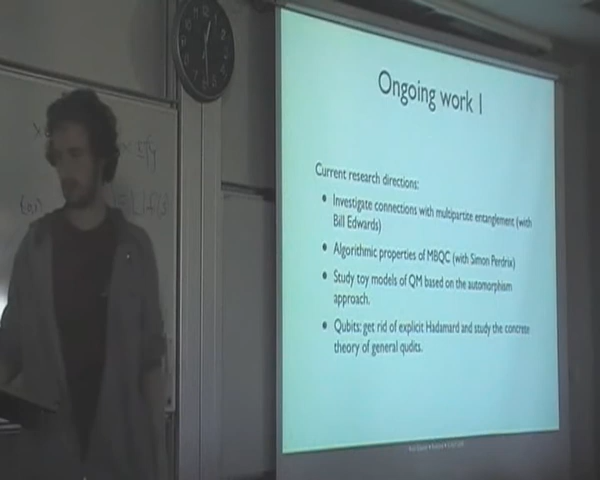 Ongoing work 1
Current research directions:
• Investigate connections with multipartite entanglement (with
Bill Edwards)
• Algorithmic properties of MBQC (with Simon Perdrix)
• Study toy models of QM based on the automorphism
approach.
• Qubits: get rid of explicit Hadamard and study the concrete
theory of general qudits.